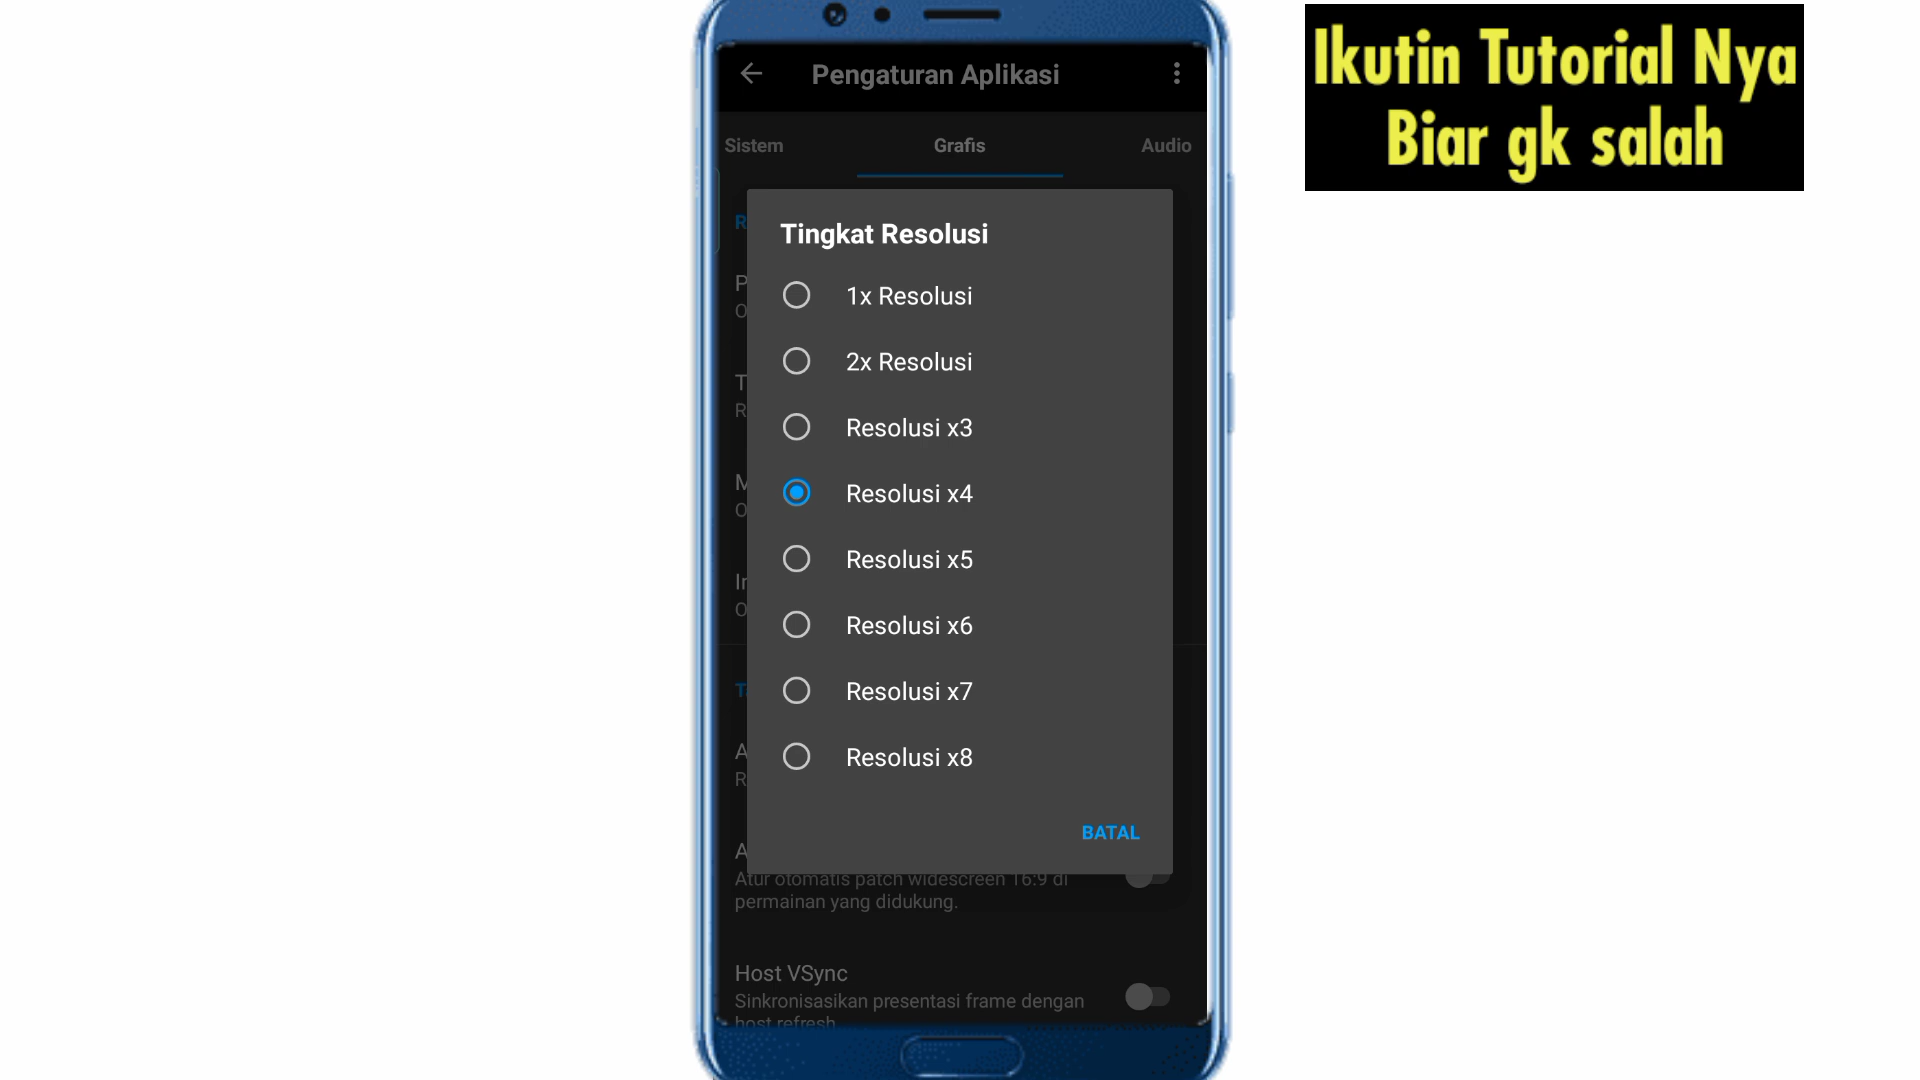 Ikutin Tutorial Nya
Biar gk salah
Pengaturan Aplikasi
Sistem
Grafis
Audio
Tingkat Resolusi
1x Resolusi
2x Resolusi
Resolusi x3
Resolusi x4
Resolusi x5
Resolusi x6
Resolusi x7
Resolusi x8
BATAL
Atur otomatis patch widescreen 16:9 di
permainan yang didukung.
Host VSync
Sinkronisasikan presentasi frame dengan
host refresh